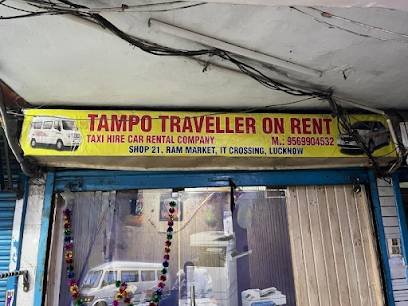 TAMPO TRAVELLER ON RENT
TAXI HIRE CAR RENTAL COMPANY M.: 9569904532
SHOP 21, RAM MARKET, IT CROSSING, LUCKNOW